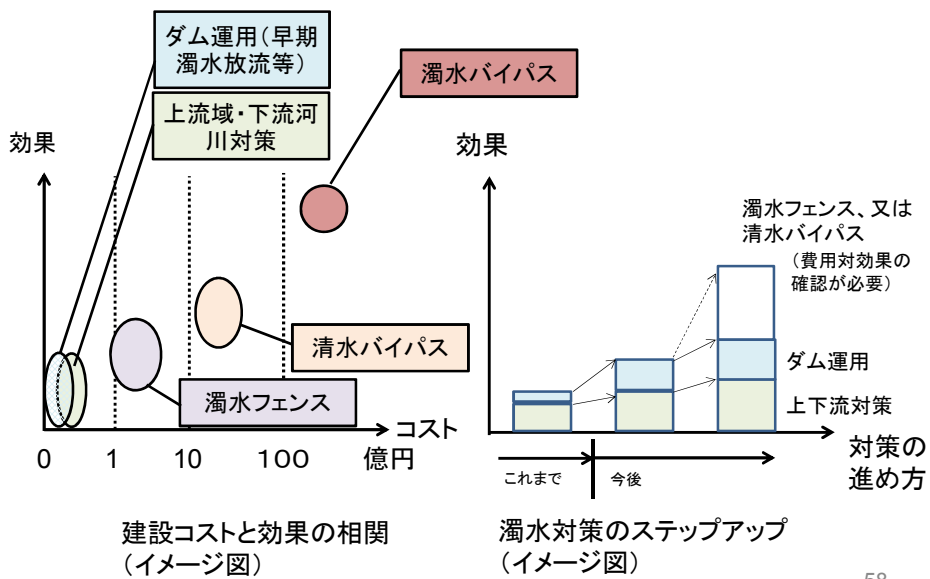 ダム運用（早期
濁水放流等）
上流域・下流河
川対策
濁水バイパス
効果
清水バイパス
濁水フェンス
コスト
億円
0
1
10
100
建設コストと効果の相関
（イメージ図）
効果
濁水フェンス、又は
清水バイパス
（費用対効果の
確認が必要）
ダム運用
上下流対策
対策の
進め方
これまで
今後
濁水対策のステップアップ
（イメージ図）
58